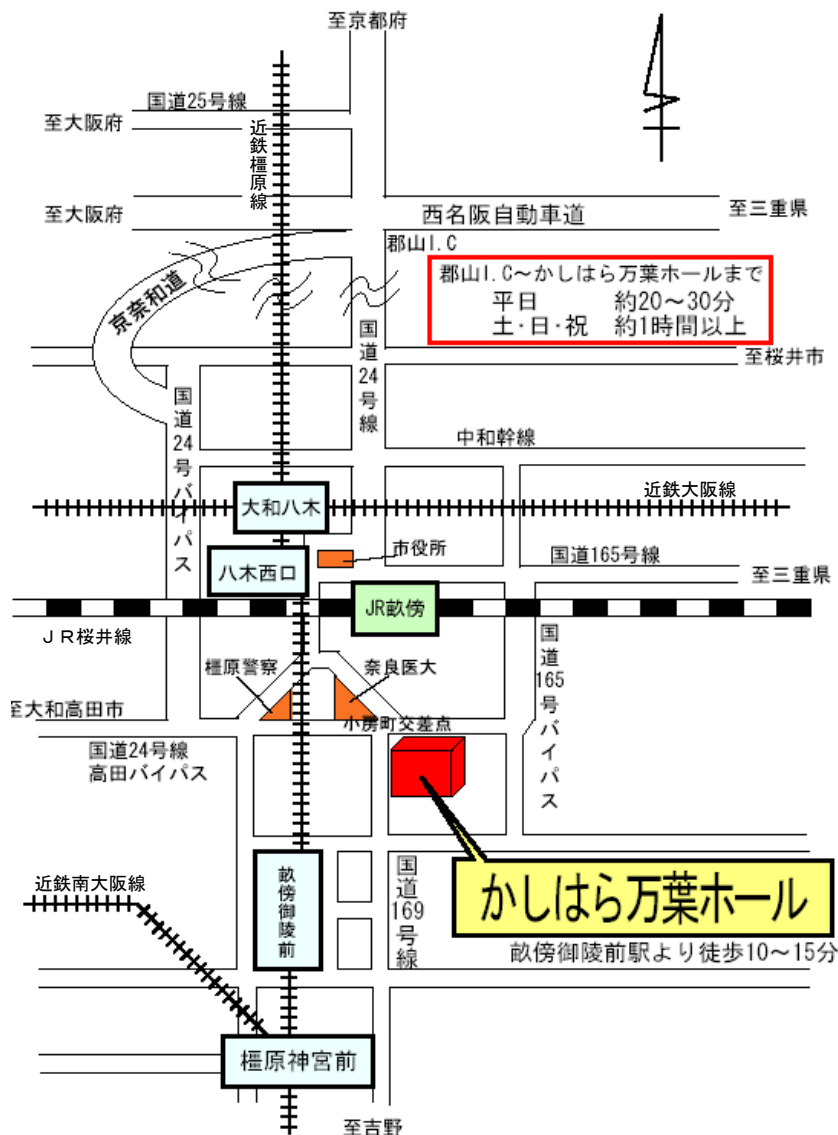 至京都府
国道25号線
至大阪府
近鉄橿原線
至大阪府
西名阪自動車道
至三重県
郡山I.C
京奈和道
郡山I.C～かしはら万葉ホールまで
平日 約20～30分
土・日・祝 約1時間以上
国道24号線
至桜井市
国道24号バイパス
中和幹線
近鉄大阪線
大和八木
市役所
国道165号線
八木西口
至三重県
JR畝傍
ＪＲ桜井線
国道165号バイパス
橿原警察
奈良医大
至大和高田市
小房町交差点
国道24号線
高田バイパス
畝傍御陵前
国道169号線
近鉄南大阪線
かしはら万葉ホール
畝傍御陵前駅より徒歩10～15分
橿原神宮前
至吉野